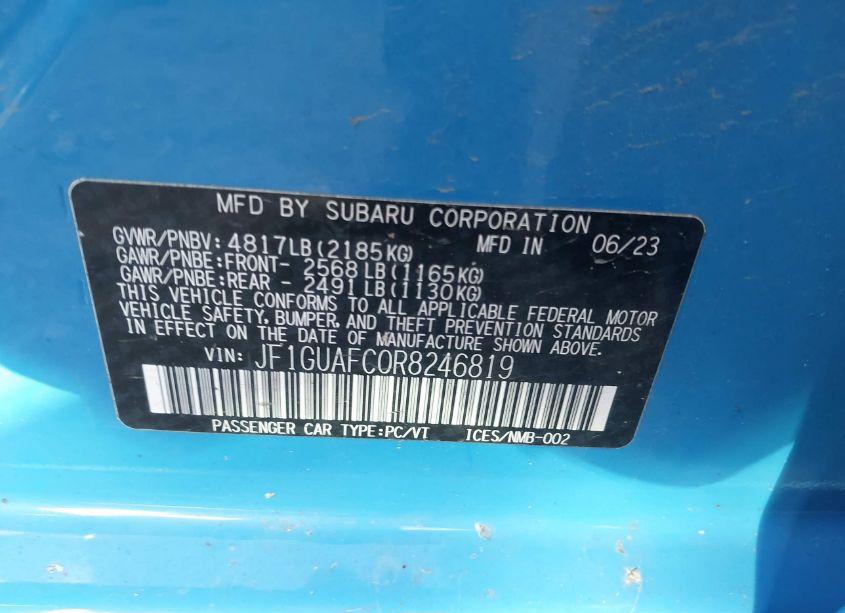 MFD BY SUBARU CORPORATION
GVWR/PNBV: 4817LB(2185KG) MFD IN 06/23
GAWR/PNBE:FRONT- 2568LB(1165KG)
GAWR/PNBE:REAR - 2491LB(1130KG)
THIS VEHICLE CONFORMS TO ALL APPLICABLE FEDERAL MOTOR
VEHICLE SAFETY, BUMPER, AND THEFT PREVENTION STANDARDS
IN EFFECT ON THE DATE OF MANUFACTURE SHOWN ABOVE.
VIN: JF1GUAFC0R8246819
PASSENGER CAR TYPE:PC/VT ICES/NMB-002